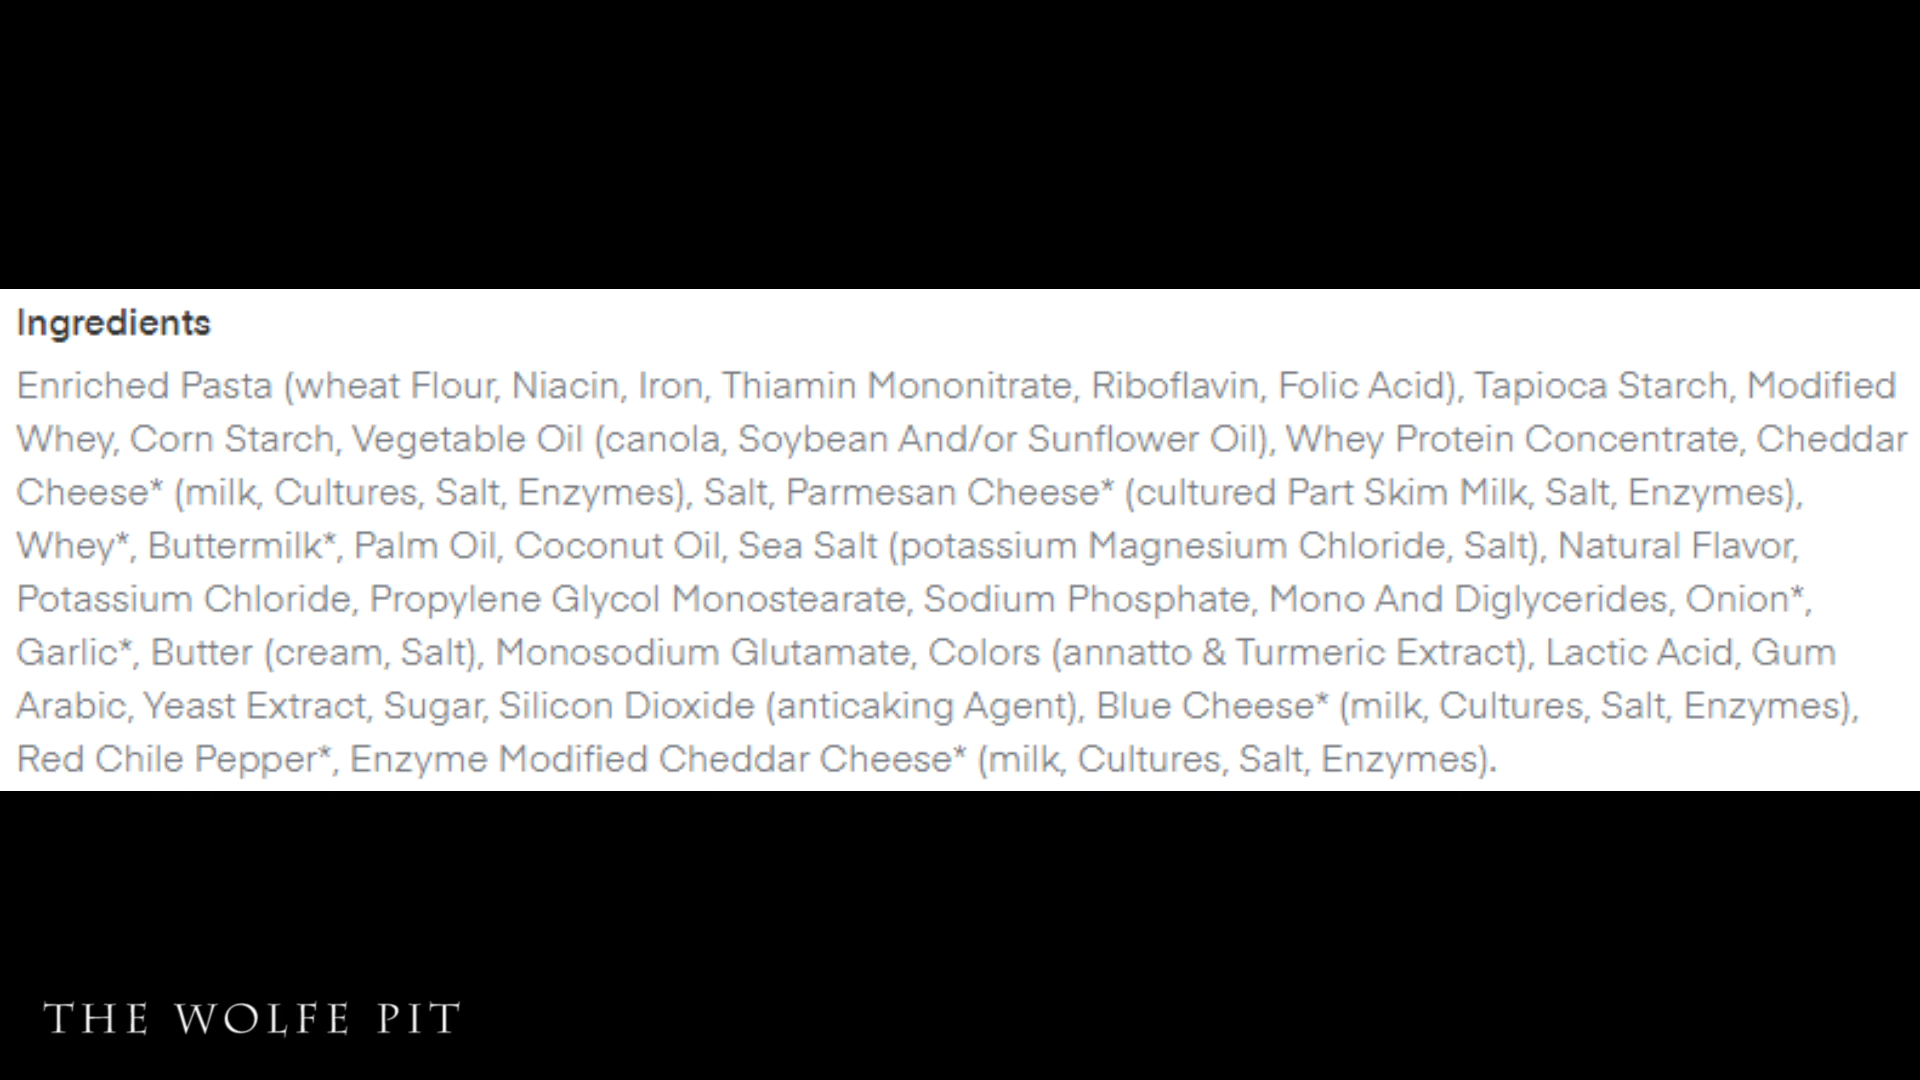 Ingredients
Enriched Pasta (wheat Flour, Niacin, Iron, Thiamin Mononitrate, Riboflavin, Folic Acid), Tapioca Starch, Modified
Whey, Corn Starch, Vegetable Oil (canola, Soybean And/or Sunflower Oil), Whey Protein Concentrate, Cheddar
Cheese* (milk, Cultures, Salt, Enzymes), Salt, Parmesan Cheese* (cultured Part Skim Milk, Salt, Enzymes),
Whey*, Buttermilk*, Palm Oil, Coconut Oil, Sea Salt (potassium Magnesium Chloride, Salt), Natural Flavor,
Potassium Chloride, Propylene Glycol Monostearate, Sodium Phosphate, Mono And Diglycerides, Onion*,
Garlic*, Butter (cream, Salt), Monosodium Glutamate, Colors (annatto & Turmeric Extract), Lactic Acid, Gum
Arabic, Yeast Extract, Sugar, Silicon Dioxide (anticaking Agent), Blue Cheese* (milk, Cultures, Salt, Enzymes),
Red Chile Pepper*, Enzyme Modified Cheddar Cheese* (milk, Cultures, Salt, Enzymes).
THE WOLFE PIT